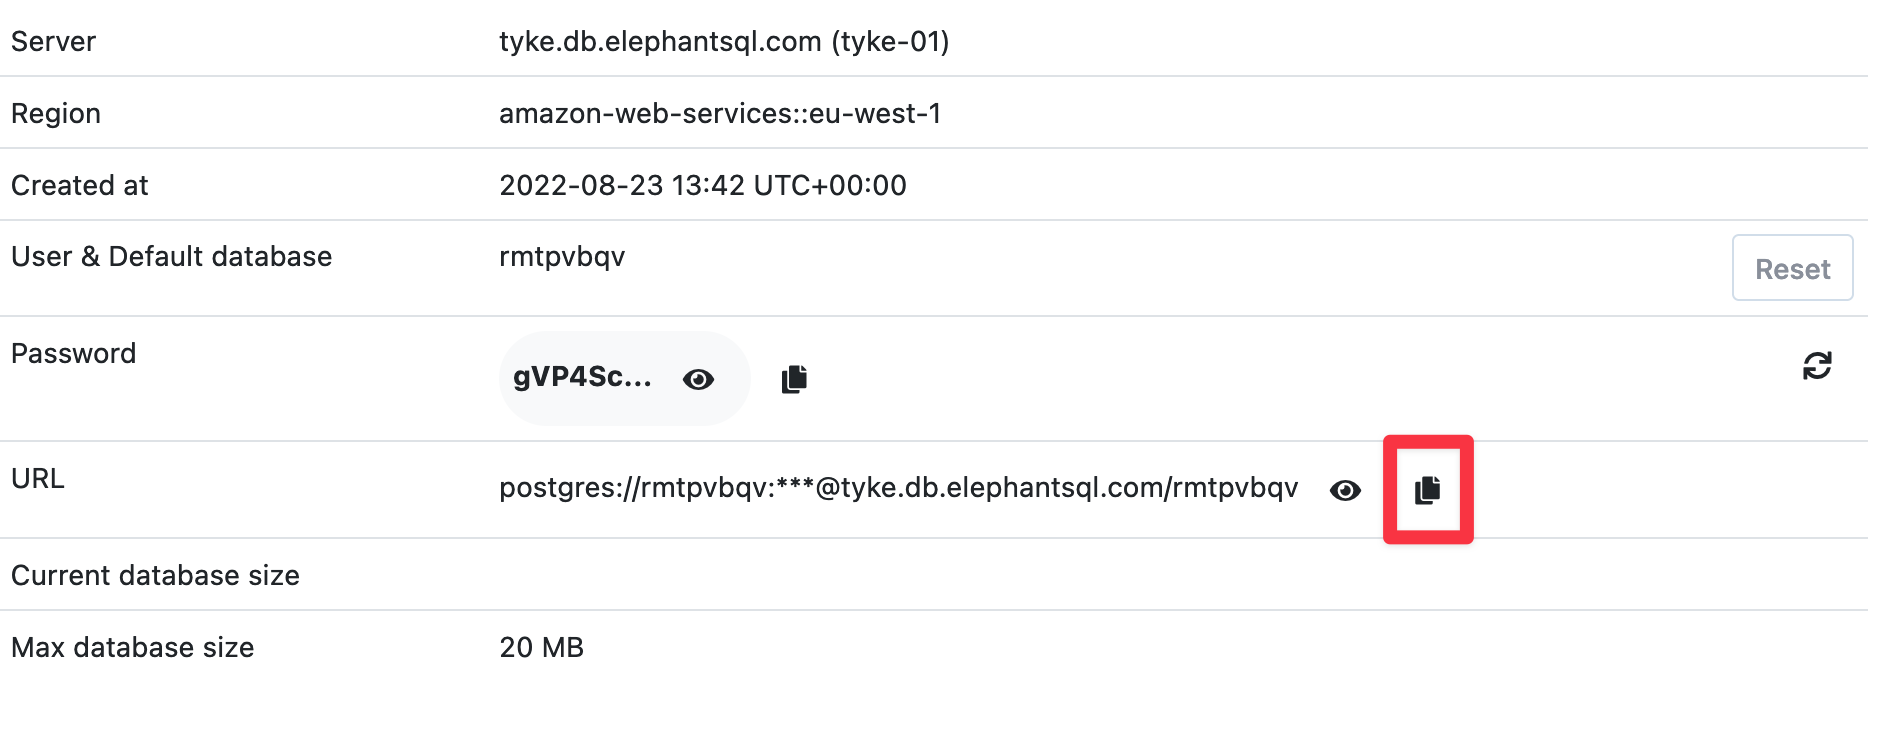 Server tyke.db.elephantsql.com (tyke-01)
Region amazon-web-services::eu-west-1
Created at 2022-08-23 13:42 UTC+00:00
User & Default database rmtpvbqv Reset
Password gVP4Sc...
URL postgres://rmtpvbqv:***@tyke.db.elephantsql.com/rmtpvbqv
Current database size
Max database size 20 MB